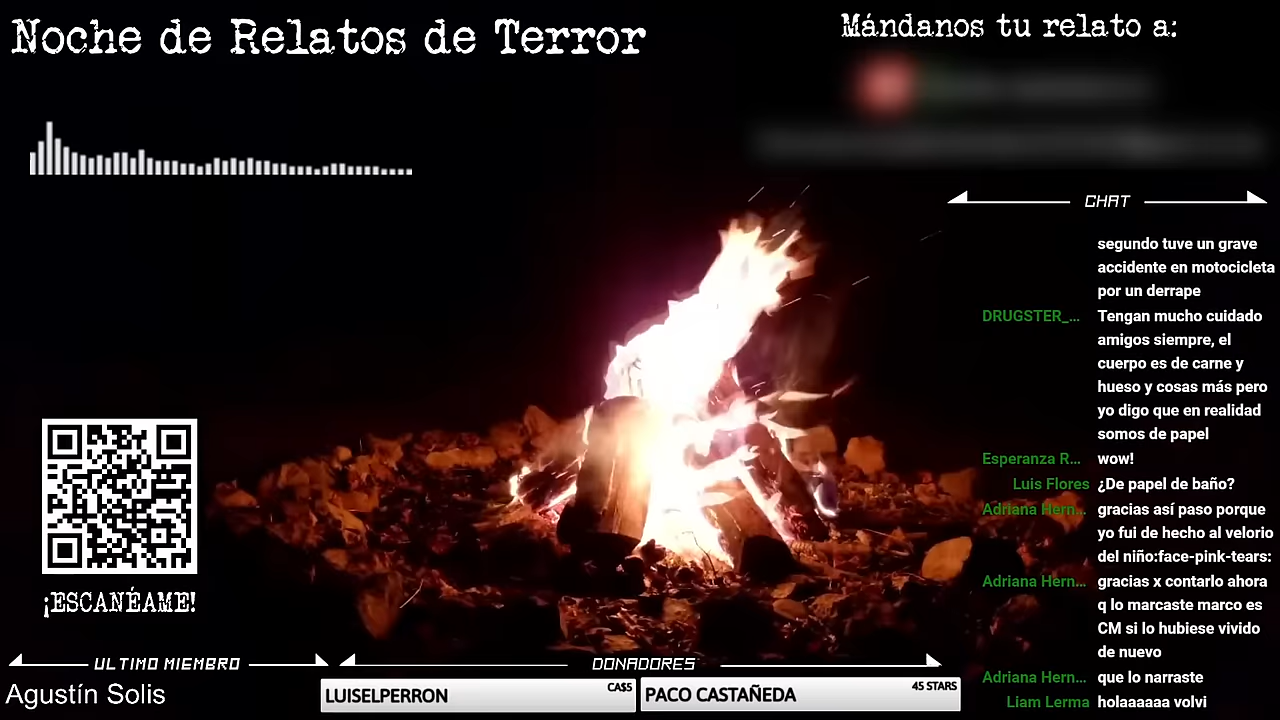 Noche de Relatos de Terror
Mándanos tu relato a:
CHAT
segundo tuve un grave
accidente en motocicleta
por un derrape
DRUGSTER_... Tengan mucho cuidado
amigos siempre, el
cuerpo es de carne y
hueso y cosas más pero
yo digo que en realidad
somos de papel
Esperanza R... wow!
Luis Flores ¿De papel de baño?
Adriana Hern... gracias así paso porque
yo fui de hecho al velorio
del niño:face-pink-tears:
Adriana Hern... gracias x contarlo ahora
q lo marcaste marco es
CM si lo hubiese vivido
de nuevo
Adriana Hern... que lo narraste
Liam Lerma holaaaaaa volvi
¡ESCANÉAME!
ULTIMO MIEMBRO
Agustín Solis
DONADORES
LUISELPERRON CA$5
PACO CASTAÑEDA 45 STARS